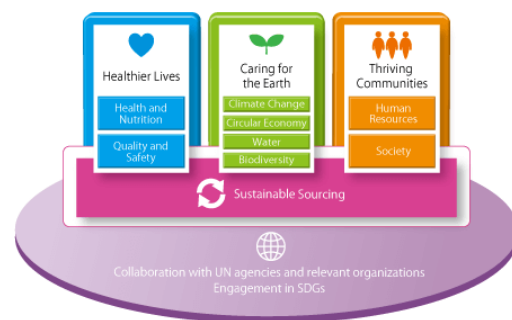 Healthier Lives
Health and
Nutrition
Quality and
Safety
Caring for
the Earth
Climate Change
Circular Economy
Water
Biodiversity
Thriving
Communities
Human
Resources
Society
Sustainable Sourcing
Collaboration with UN agencies and relevant organizations
Engagement in SDGs